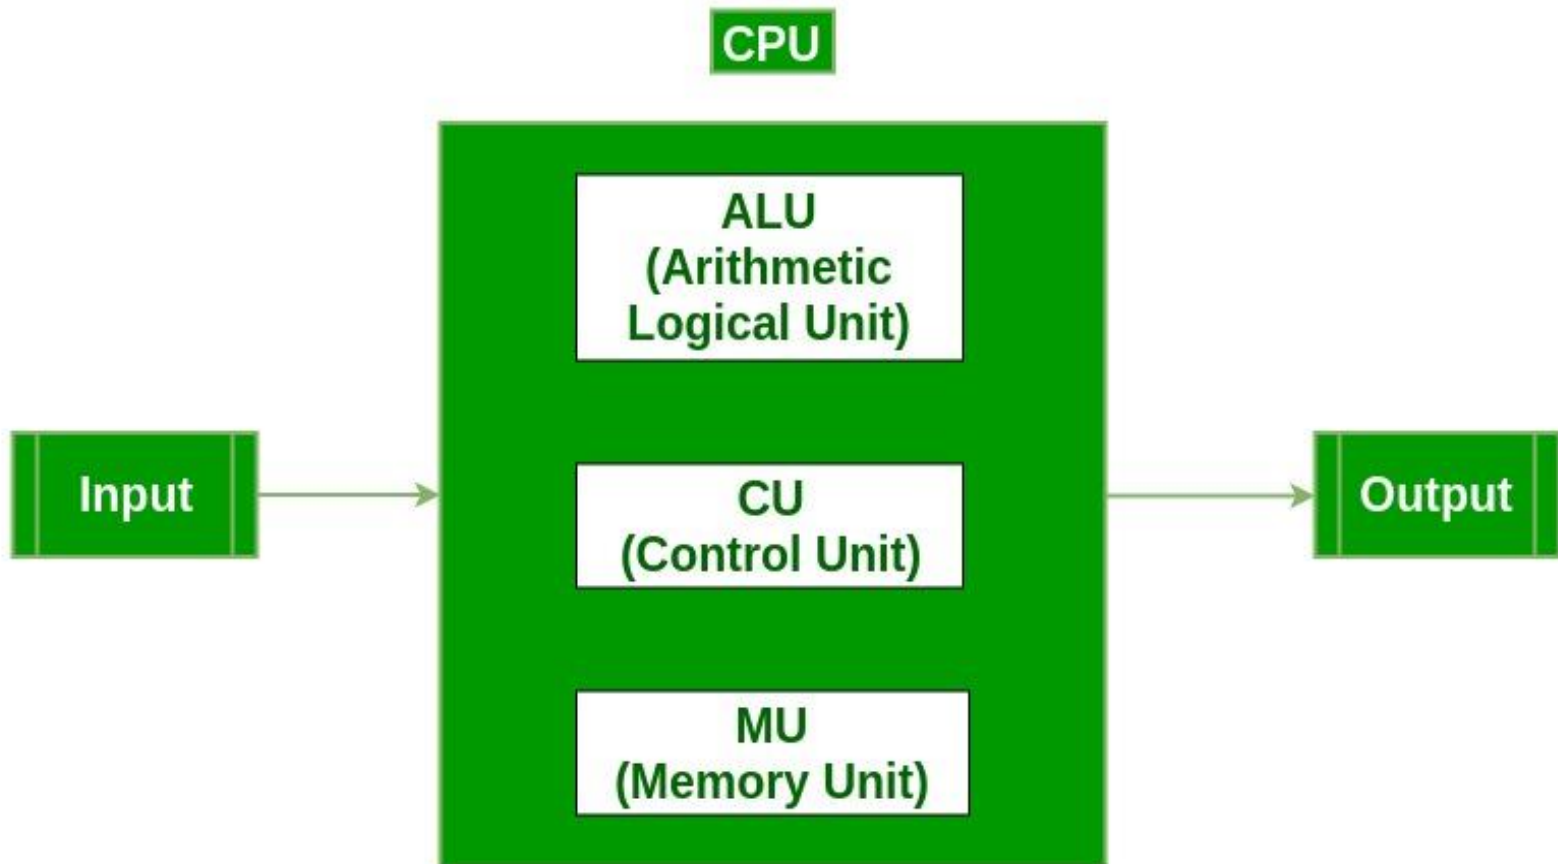 CPU
ALU
(Arithmetic
Logical Unit)
Input
CU
(Control Unit)
Output
MU
(Memory Unit)